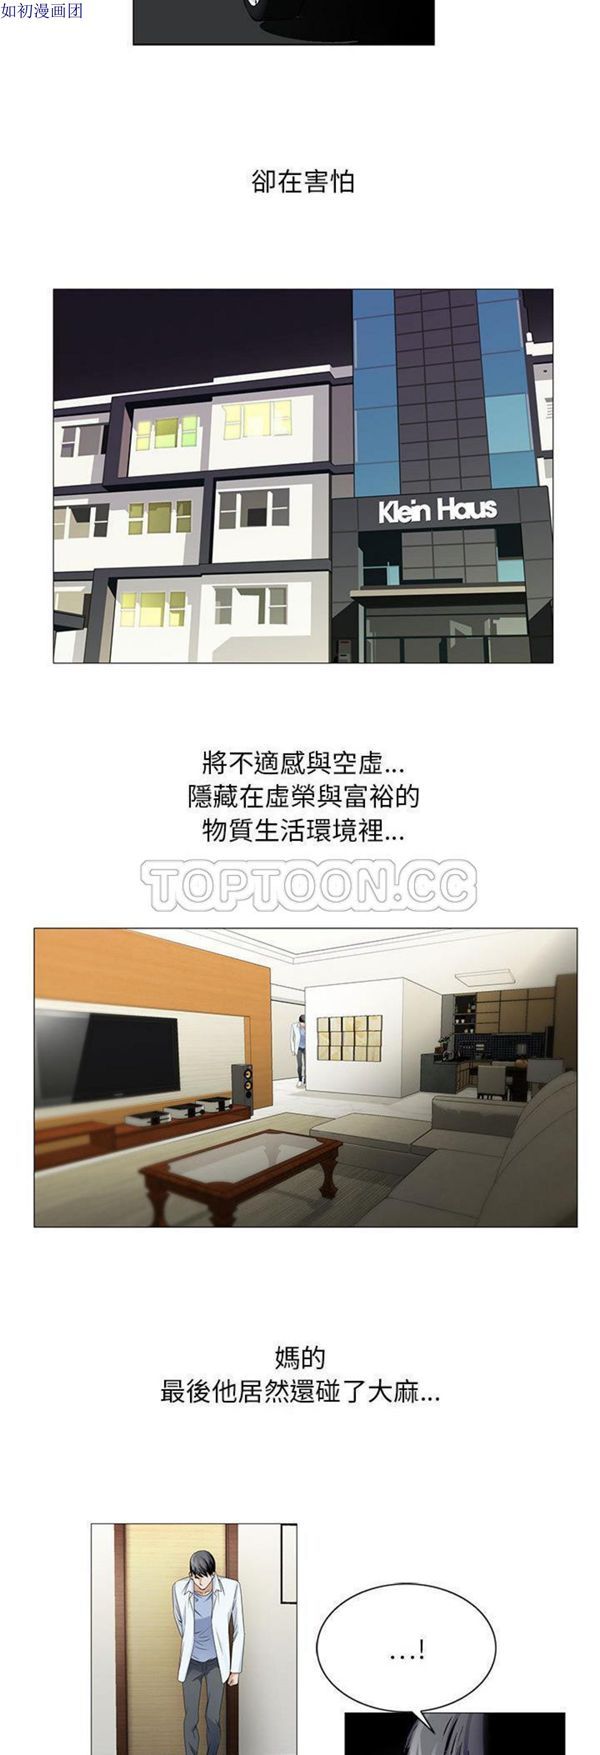 如初漫画团
卻在害怕
Klein Haus
將不適感與空虛...
隱藏在虛榮與富裕的
物質生活環境裡...
TOPTOON.CC
媽的
最後他居然還碰了大麻...
...!